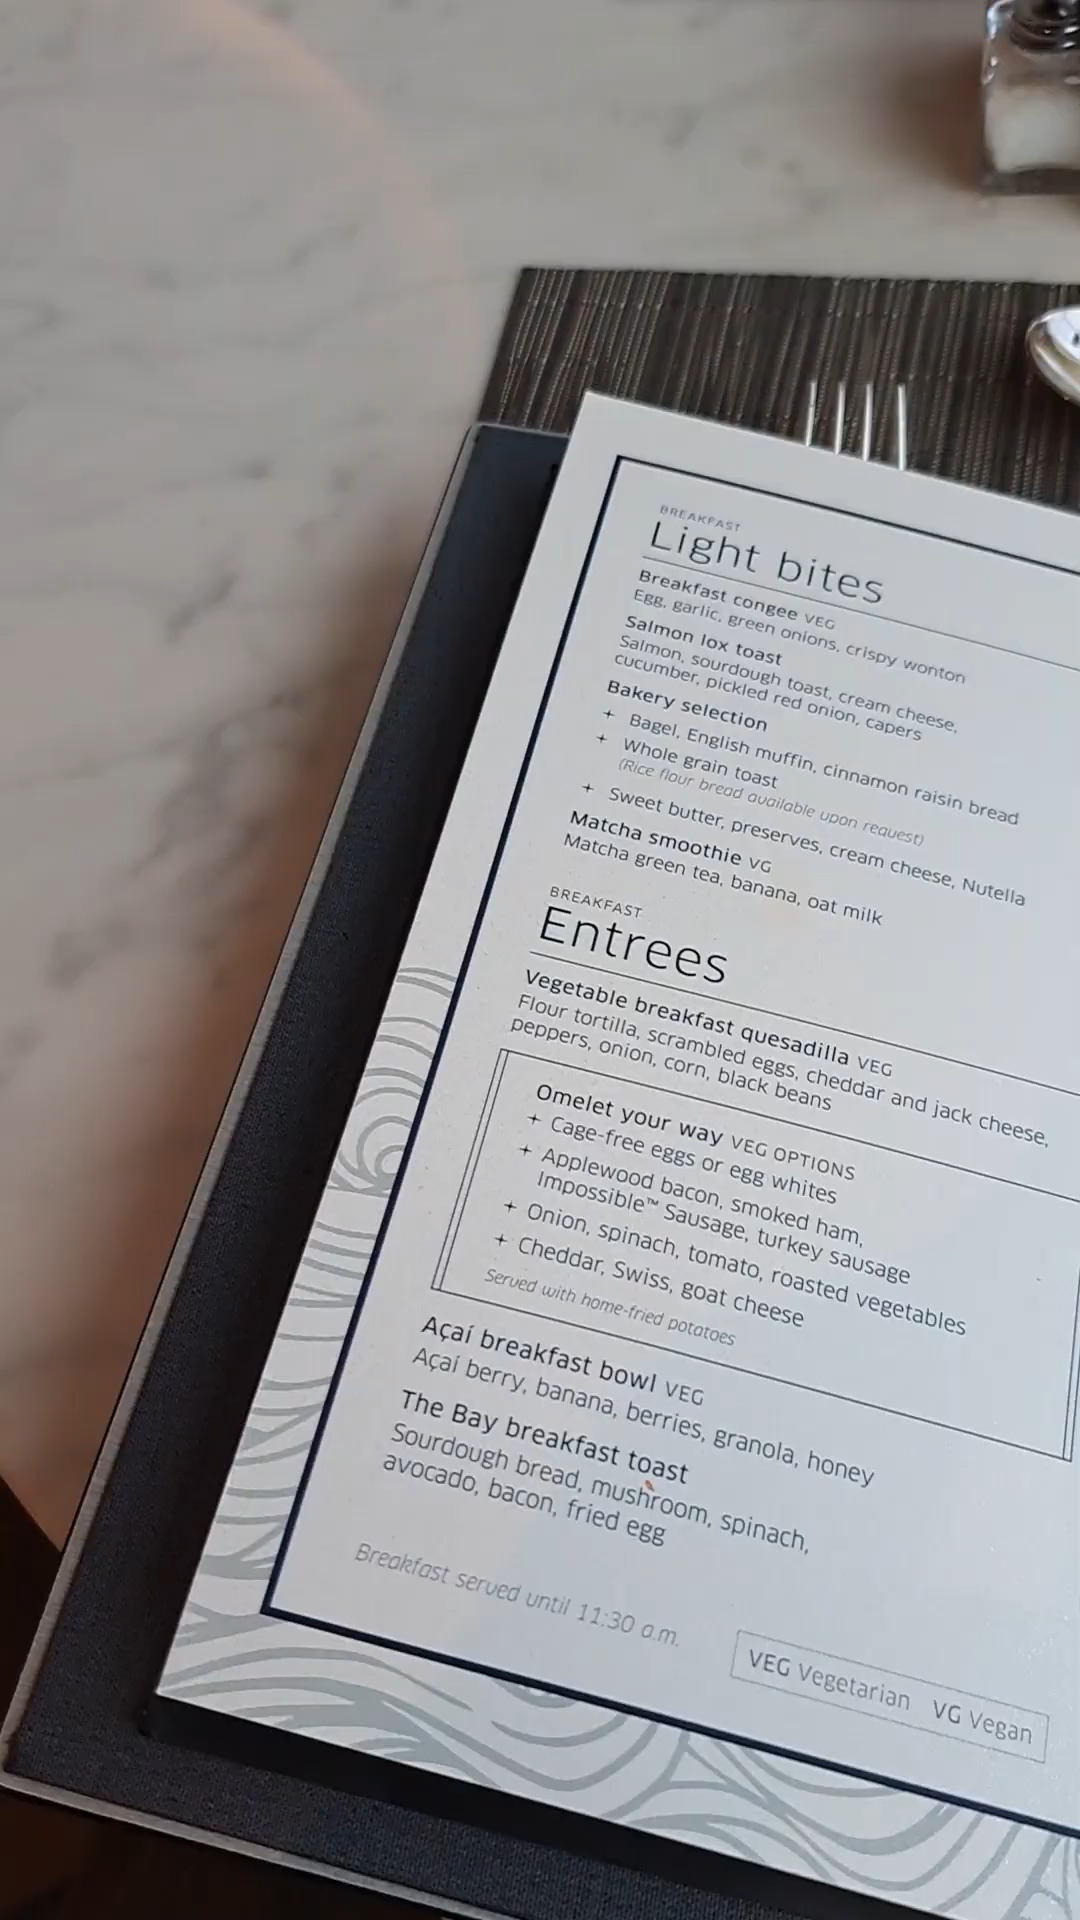 BREAKFAST
Light bites
Breakfast congee VEG
Egg, garlic, green onions, crispy wonton
Salmon lox toast
Salmon, sourdough toast, cream cheese,
cucumber, pickled red onion, capers
Bakery selection
+ Bagel, English muffin, cinnamon raisin bread
+ Whole grain toast
(Rice flour bread available upon request)
+ Sweet butter, preserves, cream cheese, Nutella
Matcha smoothie VG
Matcha green tea, banana, oat milk
BREAKFAST
Entrees
Vegetable breakfast quesadilla VEG
Flour tortilla, scrambled eggs, cheddar and jack cheese,
peppers, onion, corn, black beans
Omelet your way VEG OPTIONS
+ Cage-free eggs or egg whites
+ Applewood bacon, smoked ham,
Impossible™ Sausage, turkey sausage
+ Onion, spinach, tomato, roasted vegetables
+ Cheddar, Swiss, goat cheese
Served with home-fried potatoes
Açaí breakfast bowl VEG
Açaí berry, banana, berries, granola, honey
The Bay breakfast toast
Sourdough bread, mushroom, spinach,
avocado, bacon, fried egg
Breakfast served until 11:30 a.m.
VEG Vegetarian VG Vegan